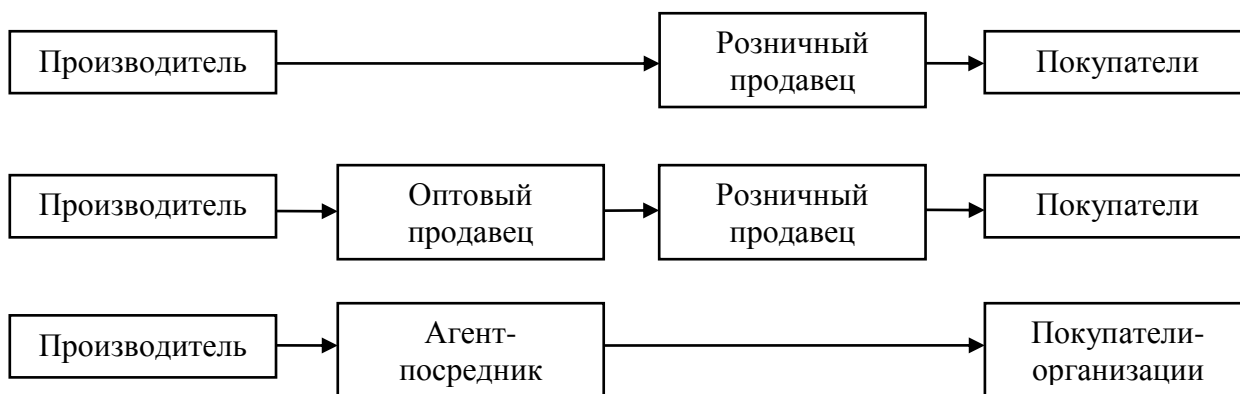 Производитель
Розничный
продавец
Покупатели
Производитель
Оптовый
продавец
Розничный
продавец
Покупатели
Производитель
Агент-
посредник
Покупатели-
организации